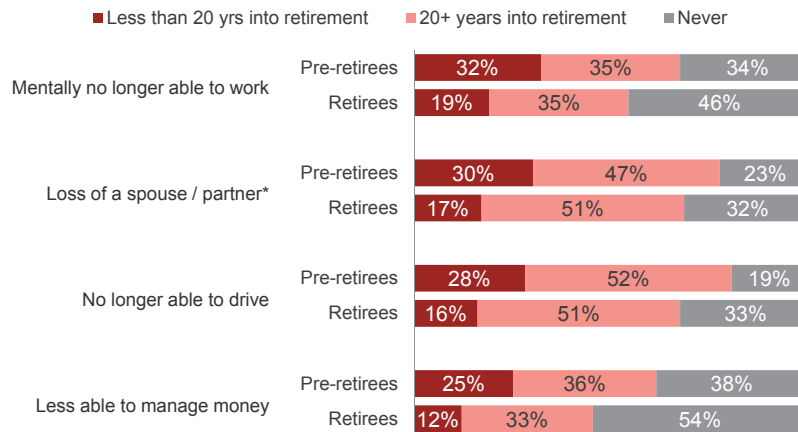 Less than 20 yrs into retirement 20+ years into retirement Never
Pre-retirees 32% 35% 34%
Mentally no longer able to work
Retirees 19% 35% 46%
Pre-retirees 30% 47% 23%
Loss of a spouse / partner*
Retirees 17% 51% 32%
Pre-retirees 28% 52% 19%
No longer able to drive
Retirees 16% 51% 33%
Pre-retirees 25% 36% 38%
Less able to manage money
Retirees 12% 33% 54%